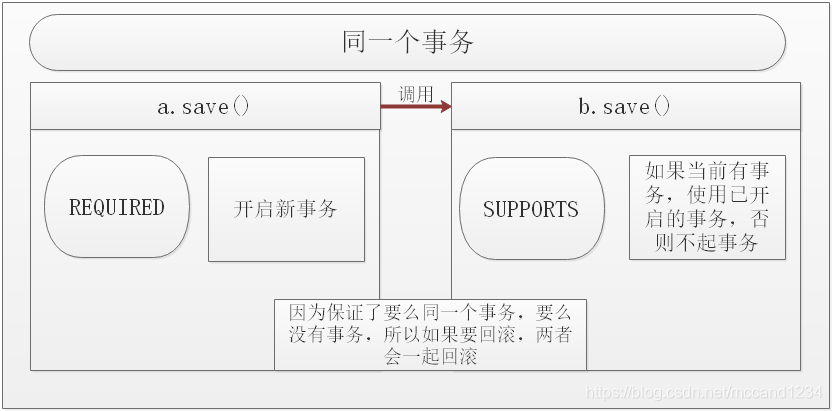 同一个事务
a.save()
调用
b.save()
REQUIRED
开启新事务
SUPPORTS
如果当前有事
务，使用已开
启的事务，否
则不起事务
因为保证了要么同一个事务，要么
没有事务，所以如果要回滚，两者
会一起回滚
https://blog.csdn.net/mccand1234